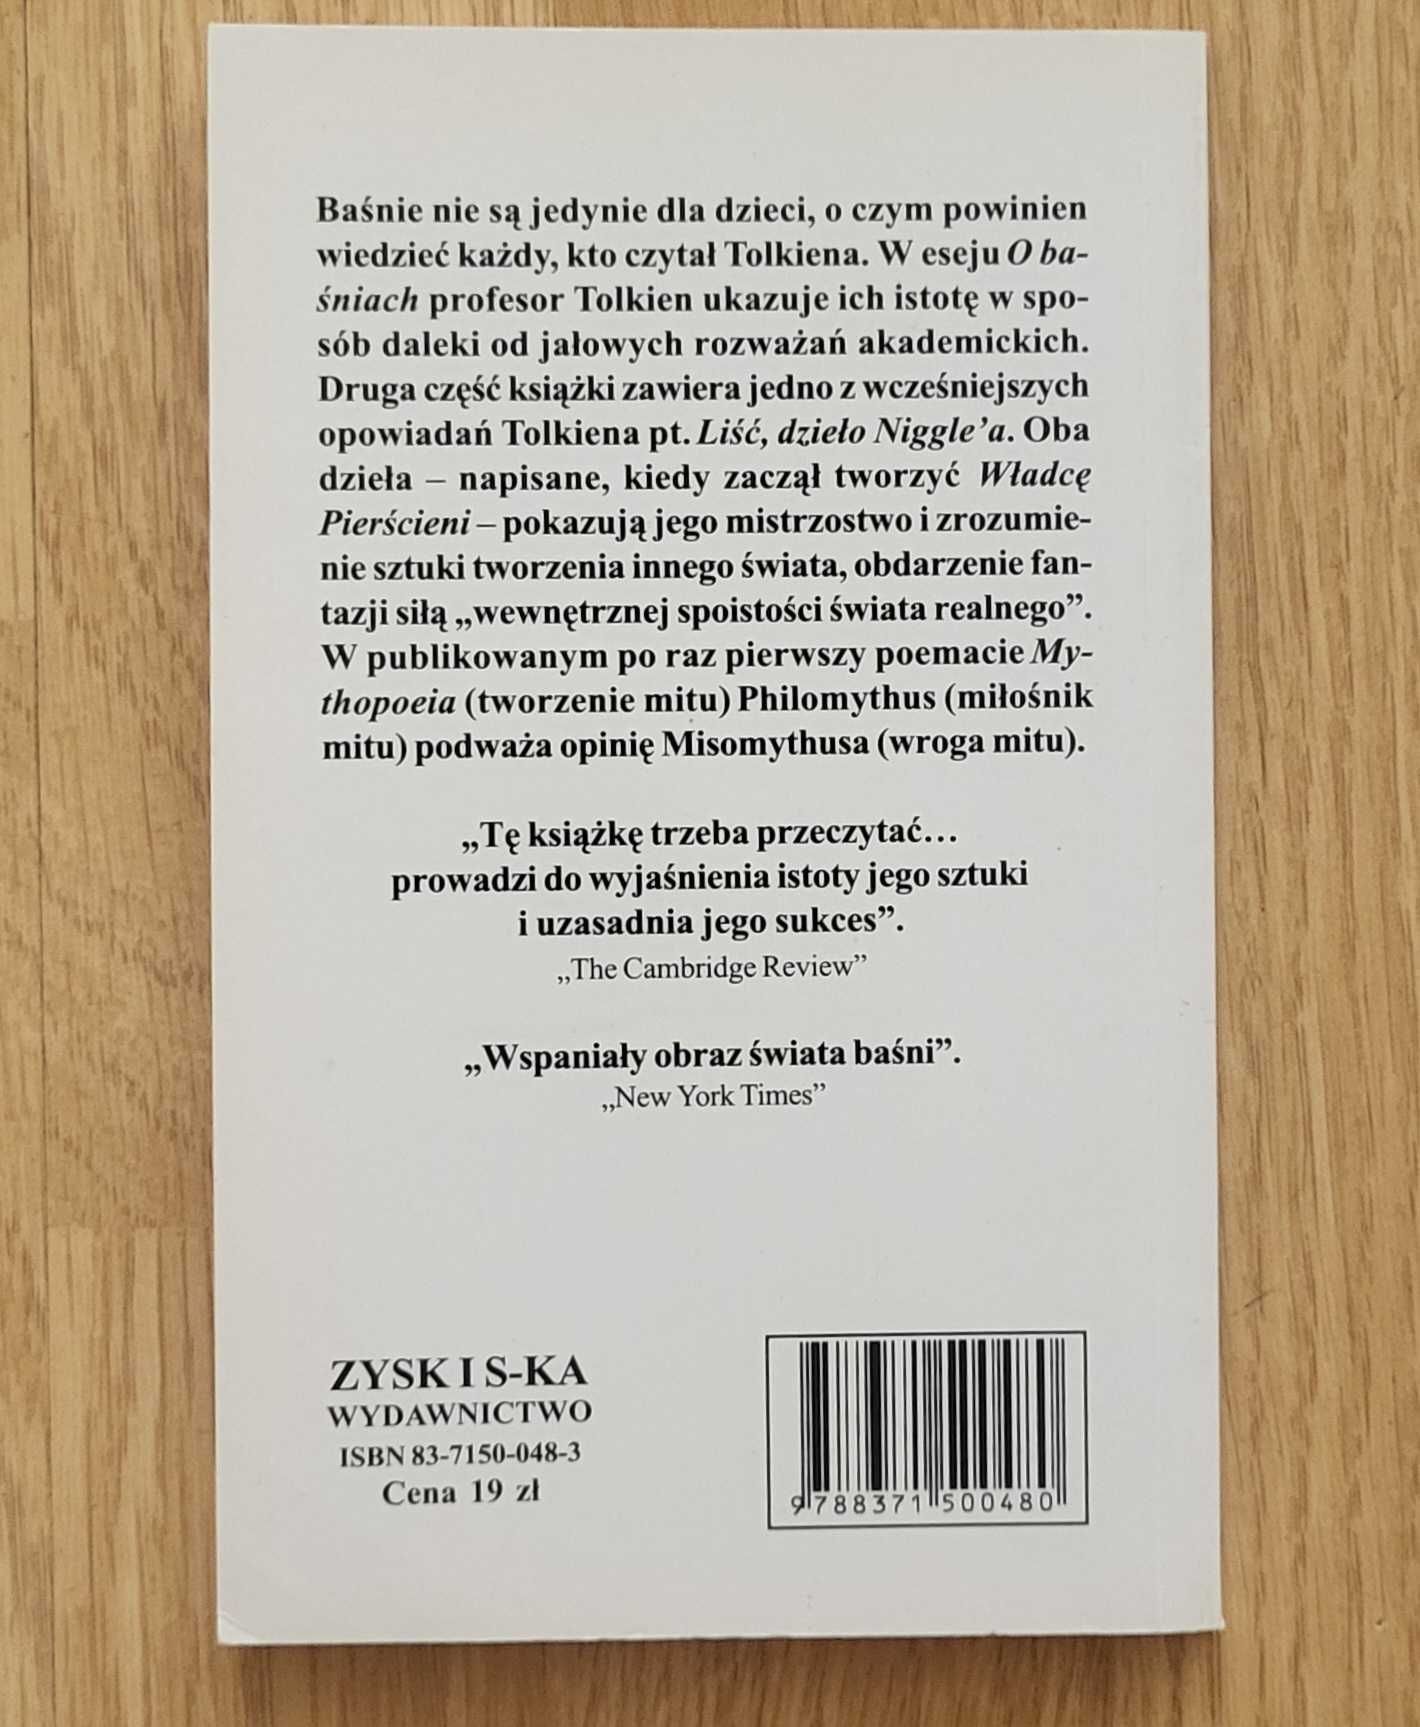 Baśnie nie są jedynie dla dzieci, o czym powinien
wiedzieć każdy, kto czytał Tolkiena. W eseju O ba-
śniach profesor Tolkien ukazuje ich istotę w spo-
sób daleki od jałowych rozważań akademickich.
Druga część książki zawiera jedno z wcześniejszych
opowiadań Tolkiena pt. Liść, dzieło Niggle’a. Oba
dzieła – napisane, kiedy zaczął tworzyć Władcę
Pierścieni – pokazują jego mistrzostwo i zrozumie-
nie sztuki tworzenia innego świata, obdarzenie fan-
tazji siłą „wewnętrznej spoistości świata realnego”.
W publikowanym po raz pierwszy poemacie My-
thopoeia (tworzenie mitu) Philomythus (miłośnik
mitu) podważa opinię Misomythusa (wroga mitu).
„Tę książkę trzeba przeczytać…
prowadzi do wyjaśnienia istoty jego sztuki
i uzasadnia jego sukces”.
„The Cambridge Review”
„Wspaniały obraz świata baśni”.
„New York Times”
ZYSK I S-KA
WYDAWNICTWO
ISBN 83-7150-048-3
Cena 19 zł
9 788371 500480